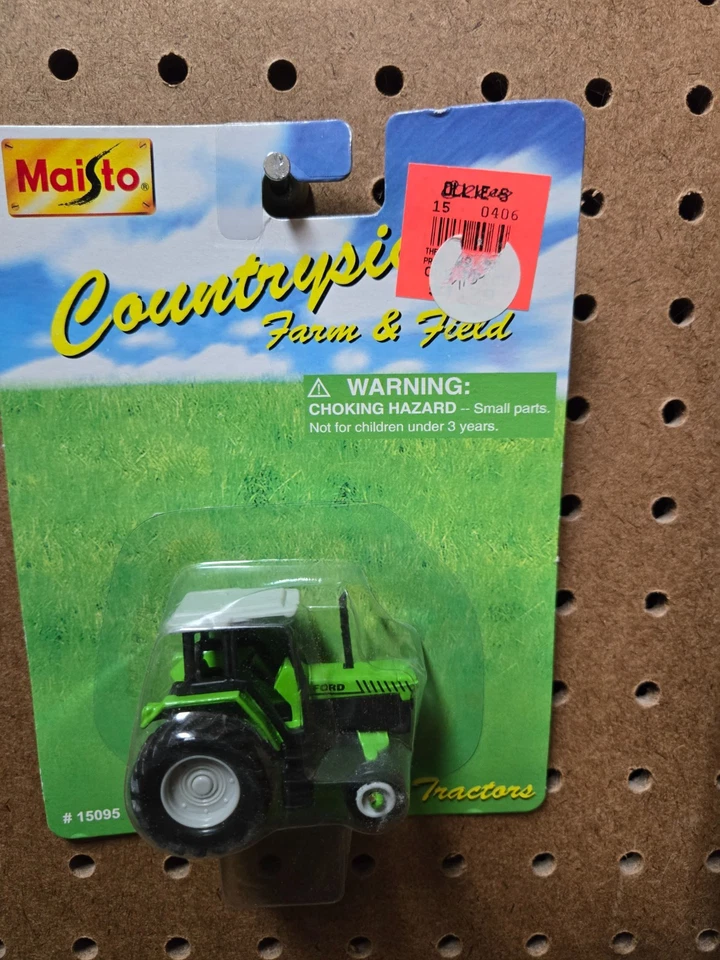 Maisto®
OLLIE'S
15 0406
Countrysi
Farm & Field
⚠ WARNING:
CHOKING HAZARD -- Small parts.
Not for children under 3 years.
FORD
Tractors
# 15095